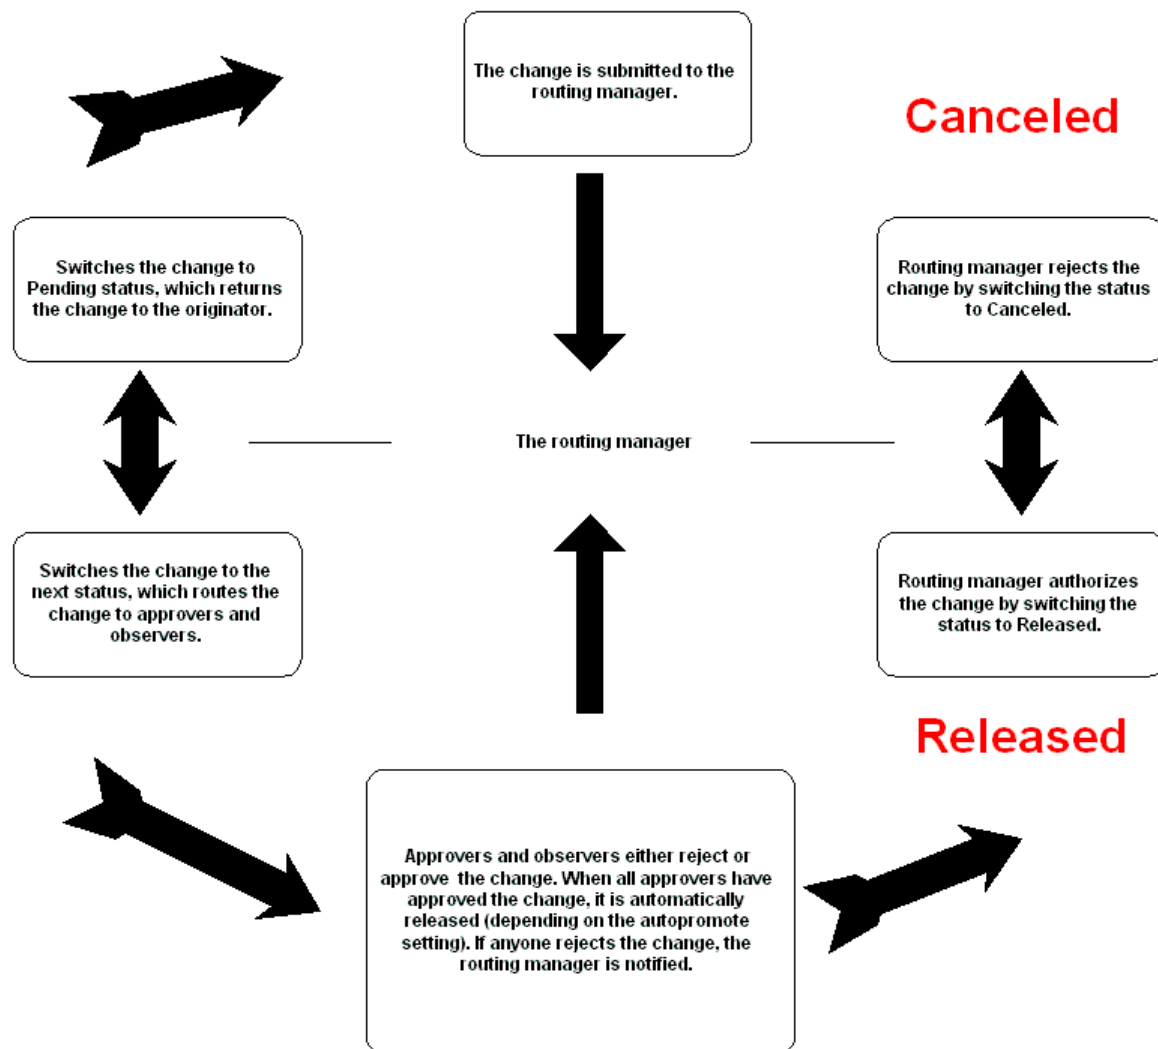 The change is submitted to the
routing manager.
Canceled
Switches the change to
Pending status, which returns
the change to the originator.
Routing manager rejects the
change by switching the status
to Canceled.
The routing manager
Switches the change to the
next status, which routes the
change to approvers and
observers.
Routing manager authorizes
the change by switching the
status to Released.
Released
Approvers and observers either reject or
approve the change. When all approvers have
approved the change, it is automatically
released (depending on the autopromote
setting). If anyone rejects the change, the
routing manager is notified.